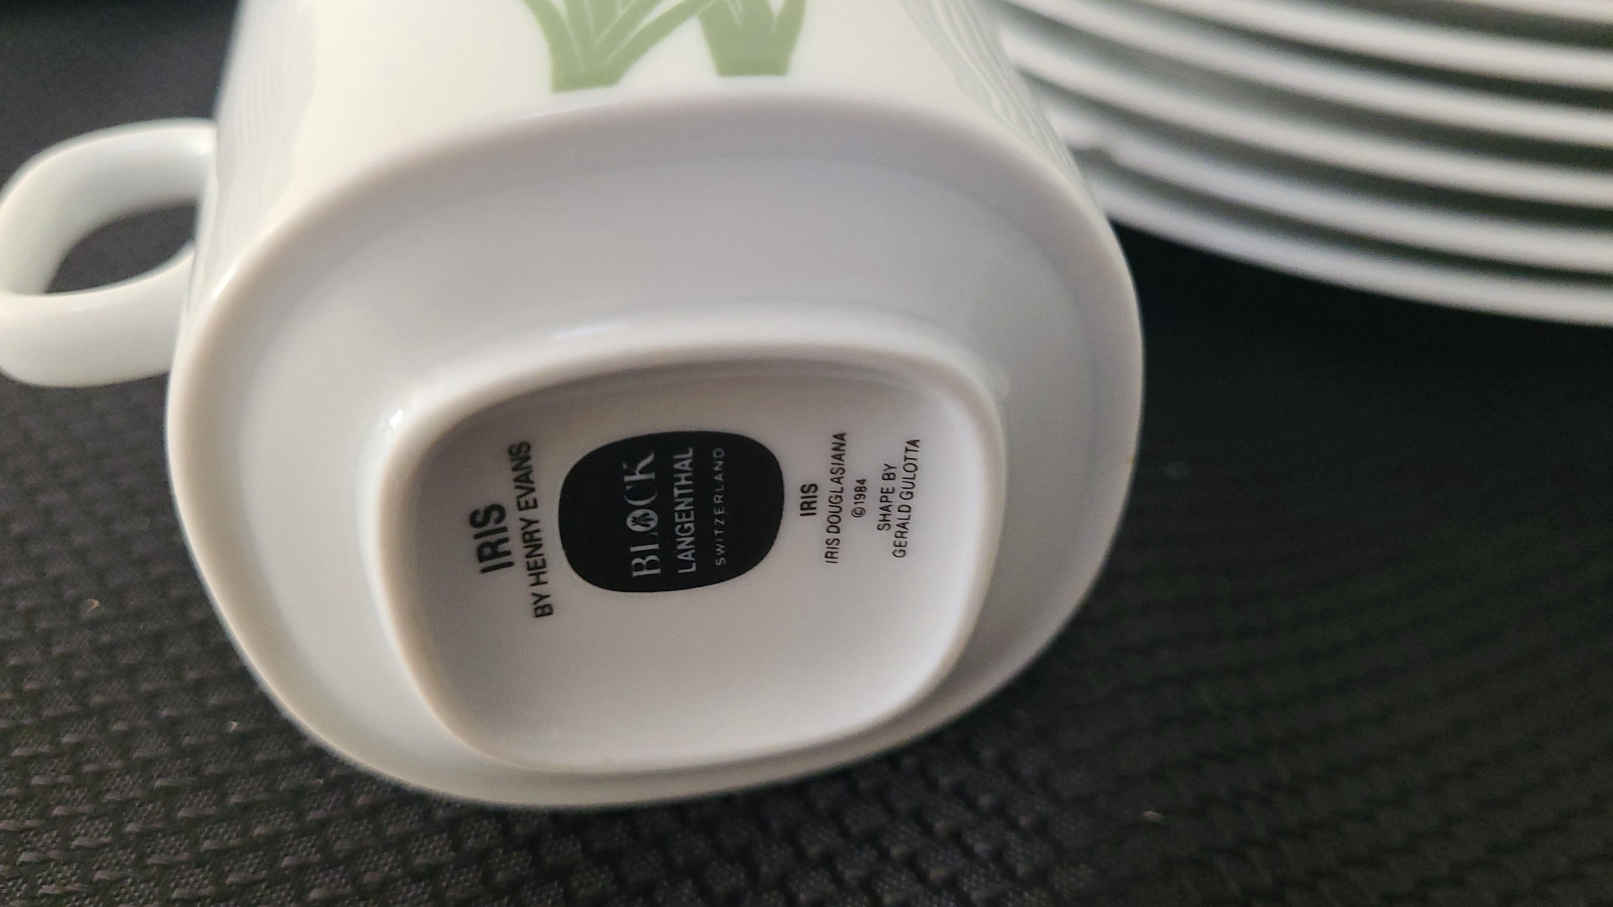 IRIS
BY HENRY EVANS
BLOCK
LANGENTHAL
SWITZERLAND
IRIS
IRIS DOUGLASIANA
©1984
SHAPE BY
GERALD GULOTTA